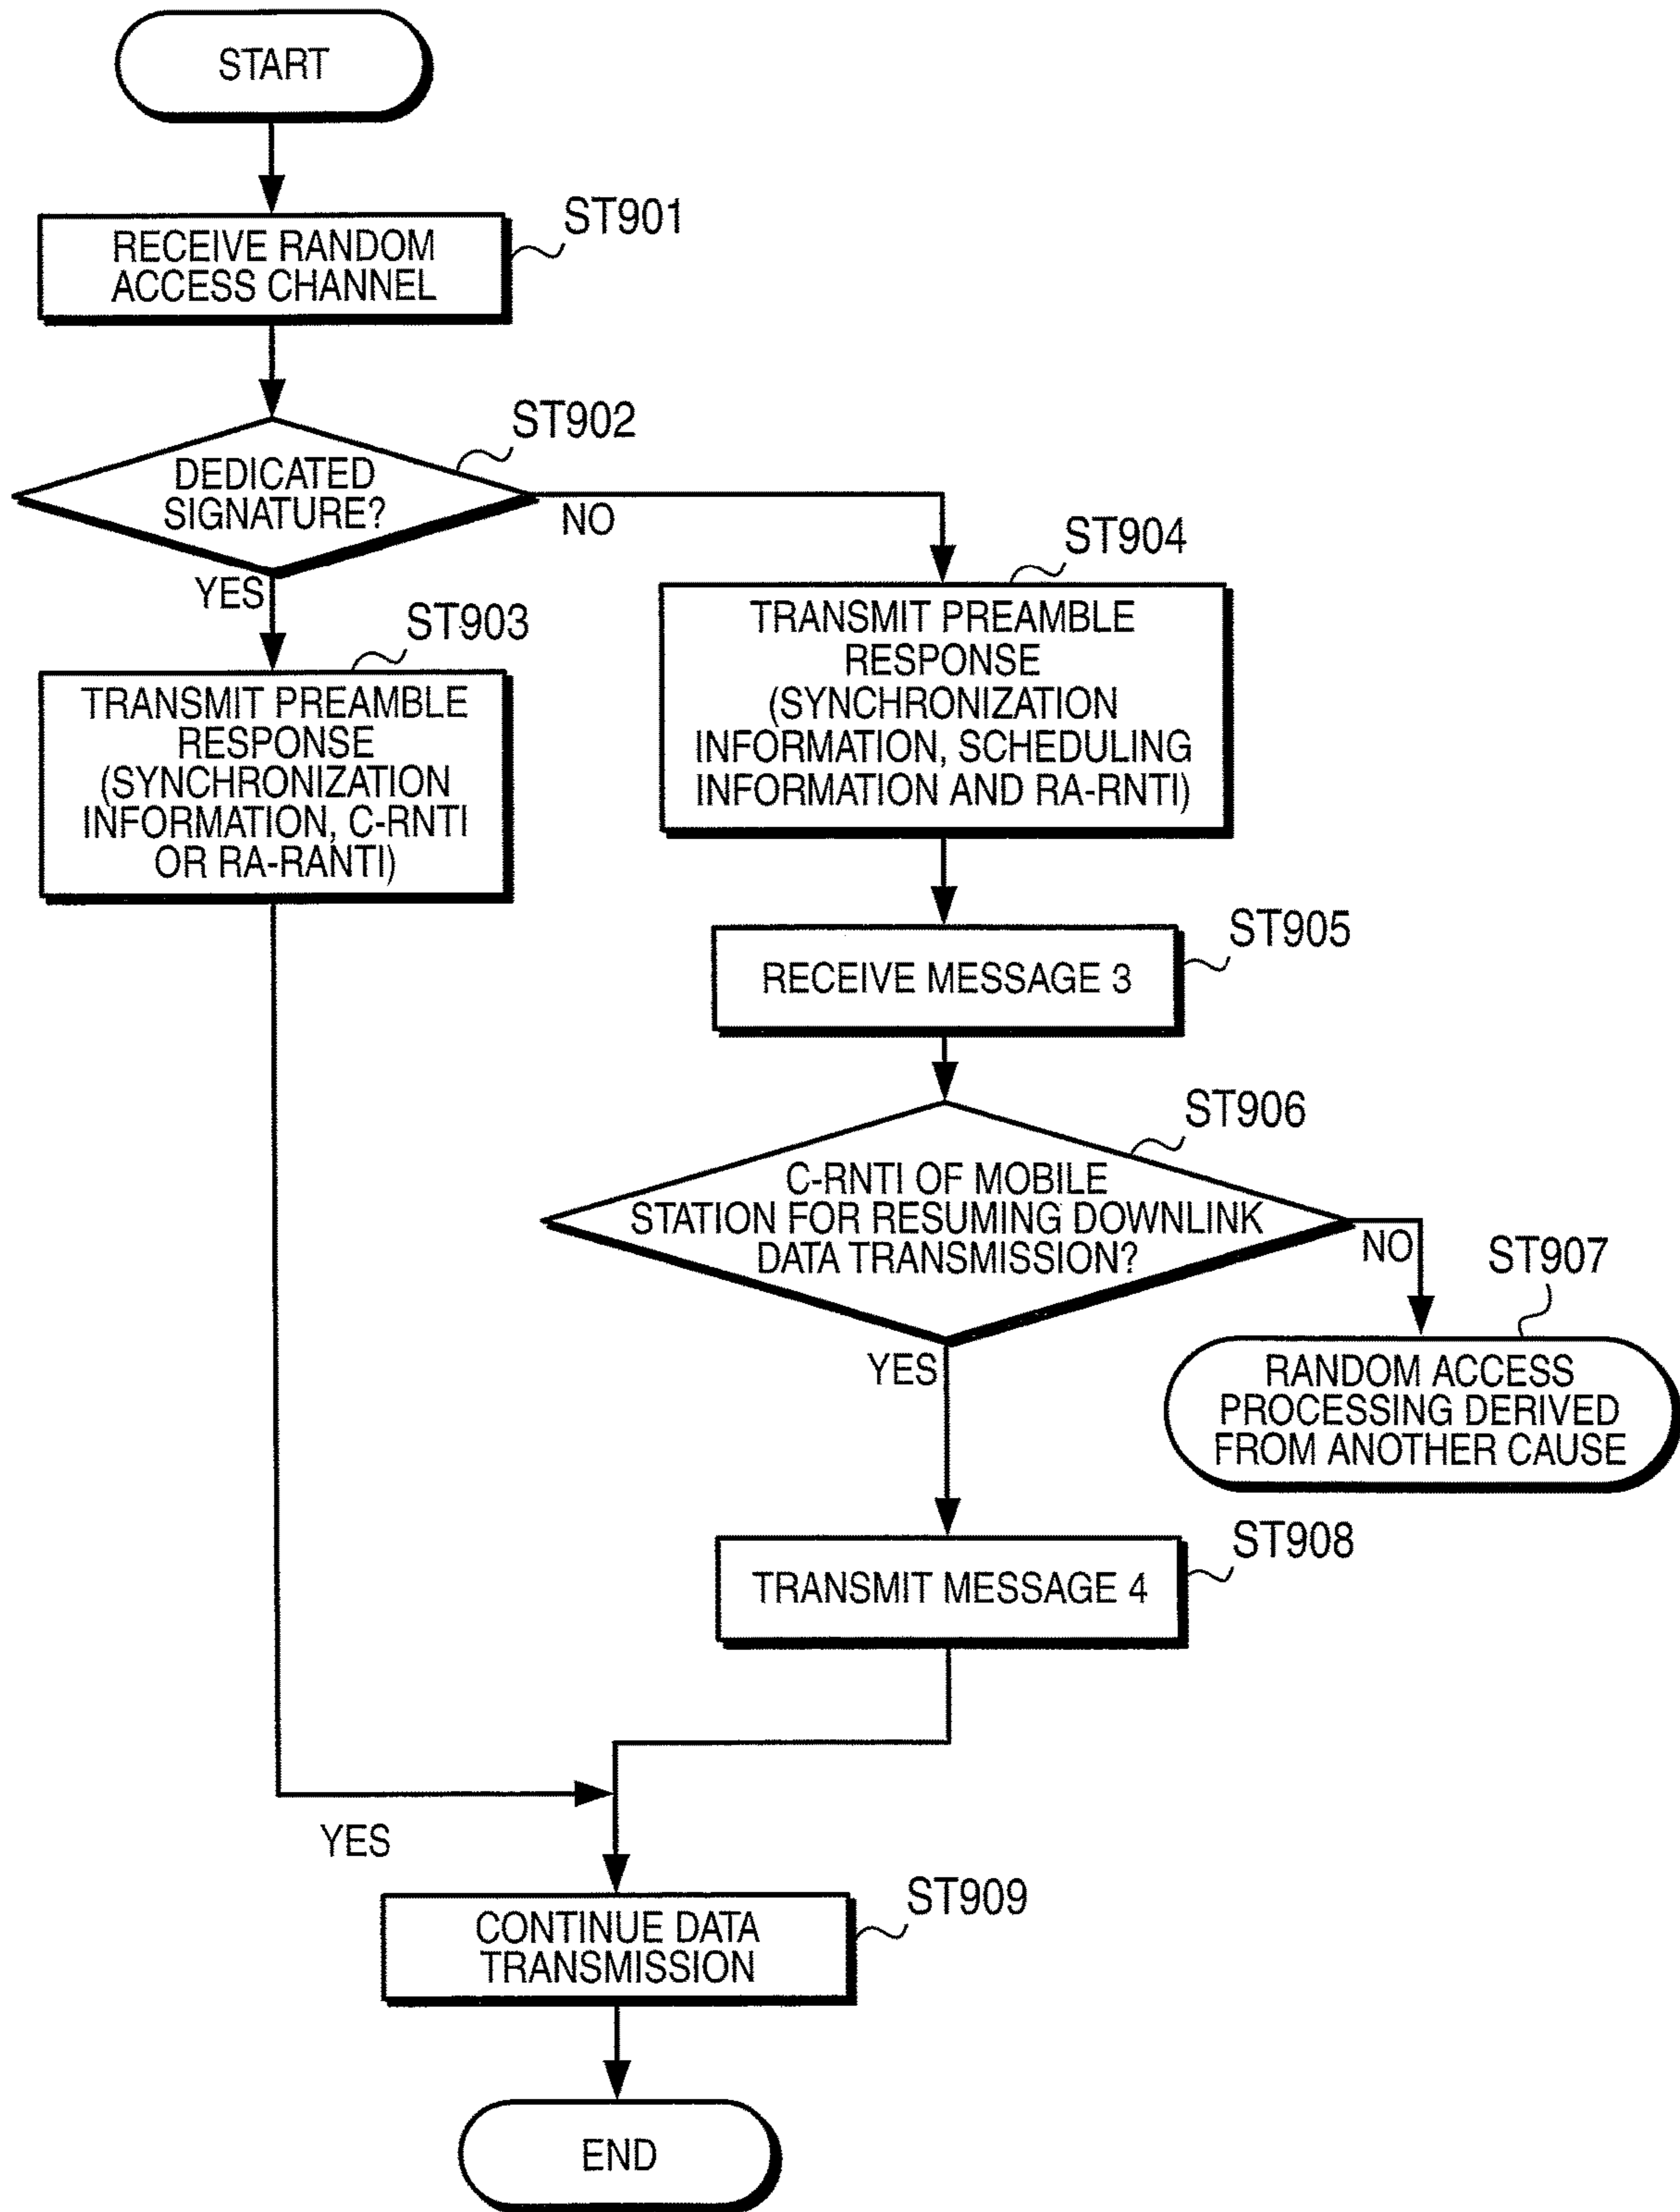 START
ST901
RECEIVE RANDOM
ACCESS CHANNEL
ST902
DEDICATED
SIGNATURE?
NO
YES
ST903
TRANSMIT PREAMBLE
RESPONSE
(SYNCHRONIZATION
INFORMATION, C-RNTI
OR RA-RANTI)
ST904
TRANSMIT PREAMBLE
RESPONSE
(SYNCHRONIZATION
INFORMATION, SCHEDULING
INFORMATION AND RA-RNTI)
ST905
RECEIVE MESSAGE 3
ST906
C-RNTI OF MOBILE
STATION FOR RESUMING DOWNLINK
DATA TRANSMISSION?
NO
ST907
RANDOM ACCESS
PROCESSING DERIVED
FROM ANOTHER CAUSE
YES
ST908
TRANSMIT MESSAGE 4
YES
ST909
CONTINUE DATA
TRANSMISSION
END